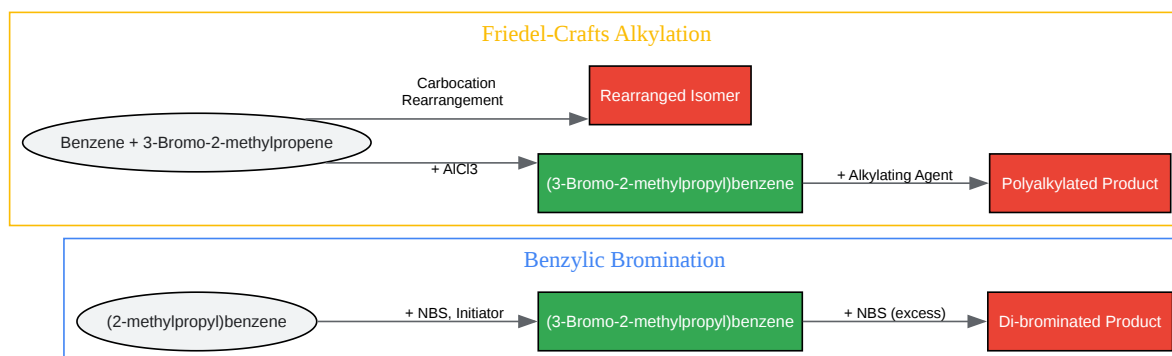 Friedel-Crafts Alkylation
Carbocation
Rearrangement
Rearranged Isomer
Benzene + 3-Bromo-2-methylpropene
+ AlCl3
(3-Bromo-2-methylpropyl)benzene
+ Alkylating Agent
Polyalkylated Product
Benzylic Bromination
(2-methylpropyl)benzene
+ NBS, Initiator
(3-Bromo-2-methylpropyl)benzene
+ NBS (excess)
Di-brominated Product